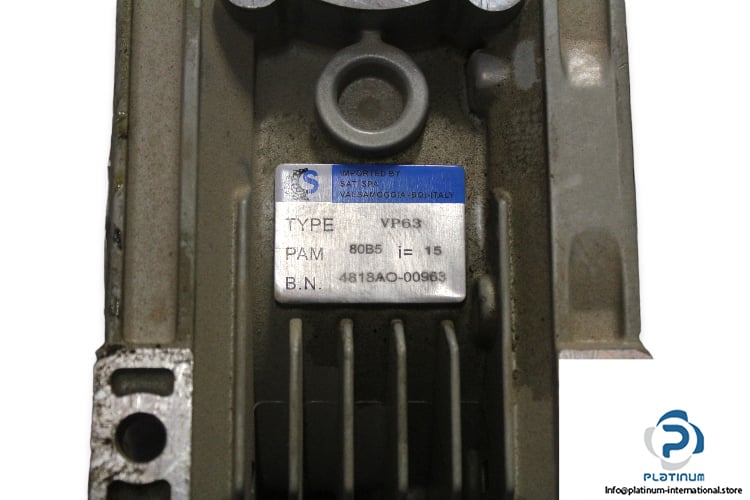 S
IMPORTED BY
SAT SPA
VALSAMOGGIA-BO-ITALY
TYPE VP63
PAM 80B5 i= 15
B.N. 4818AO-00963
PLATINUM
Info@platinum-international.store